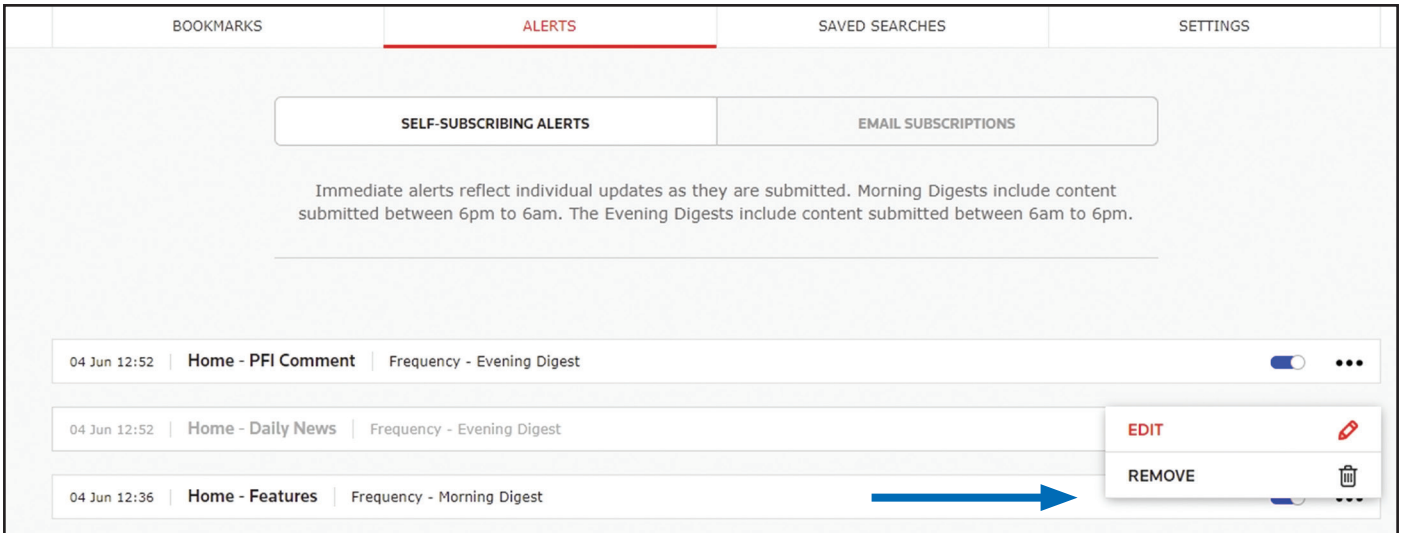 BOOKMARKS ALERTS SAVED SEARCHES SETTINGS
SELF-SUBSCRIBING ALERTS EMAIL SUBSCRIPTIONS
Immediate alerts reflect individual updates as they are submitted. Morning Digests include content
submitted between 6pm to 6am. The Evening Digests include content submitted between 6am to 6pm.
04 Jun 12:52 | Home - PFI Comment | Frequency - Evening Digest
04 Jun 12:52 | Home - Daily News | Frequency - Evening Digest
EDIT
REMOVE
04 Jun 12:36 | Home - Features | Frequency - Morning Digest